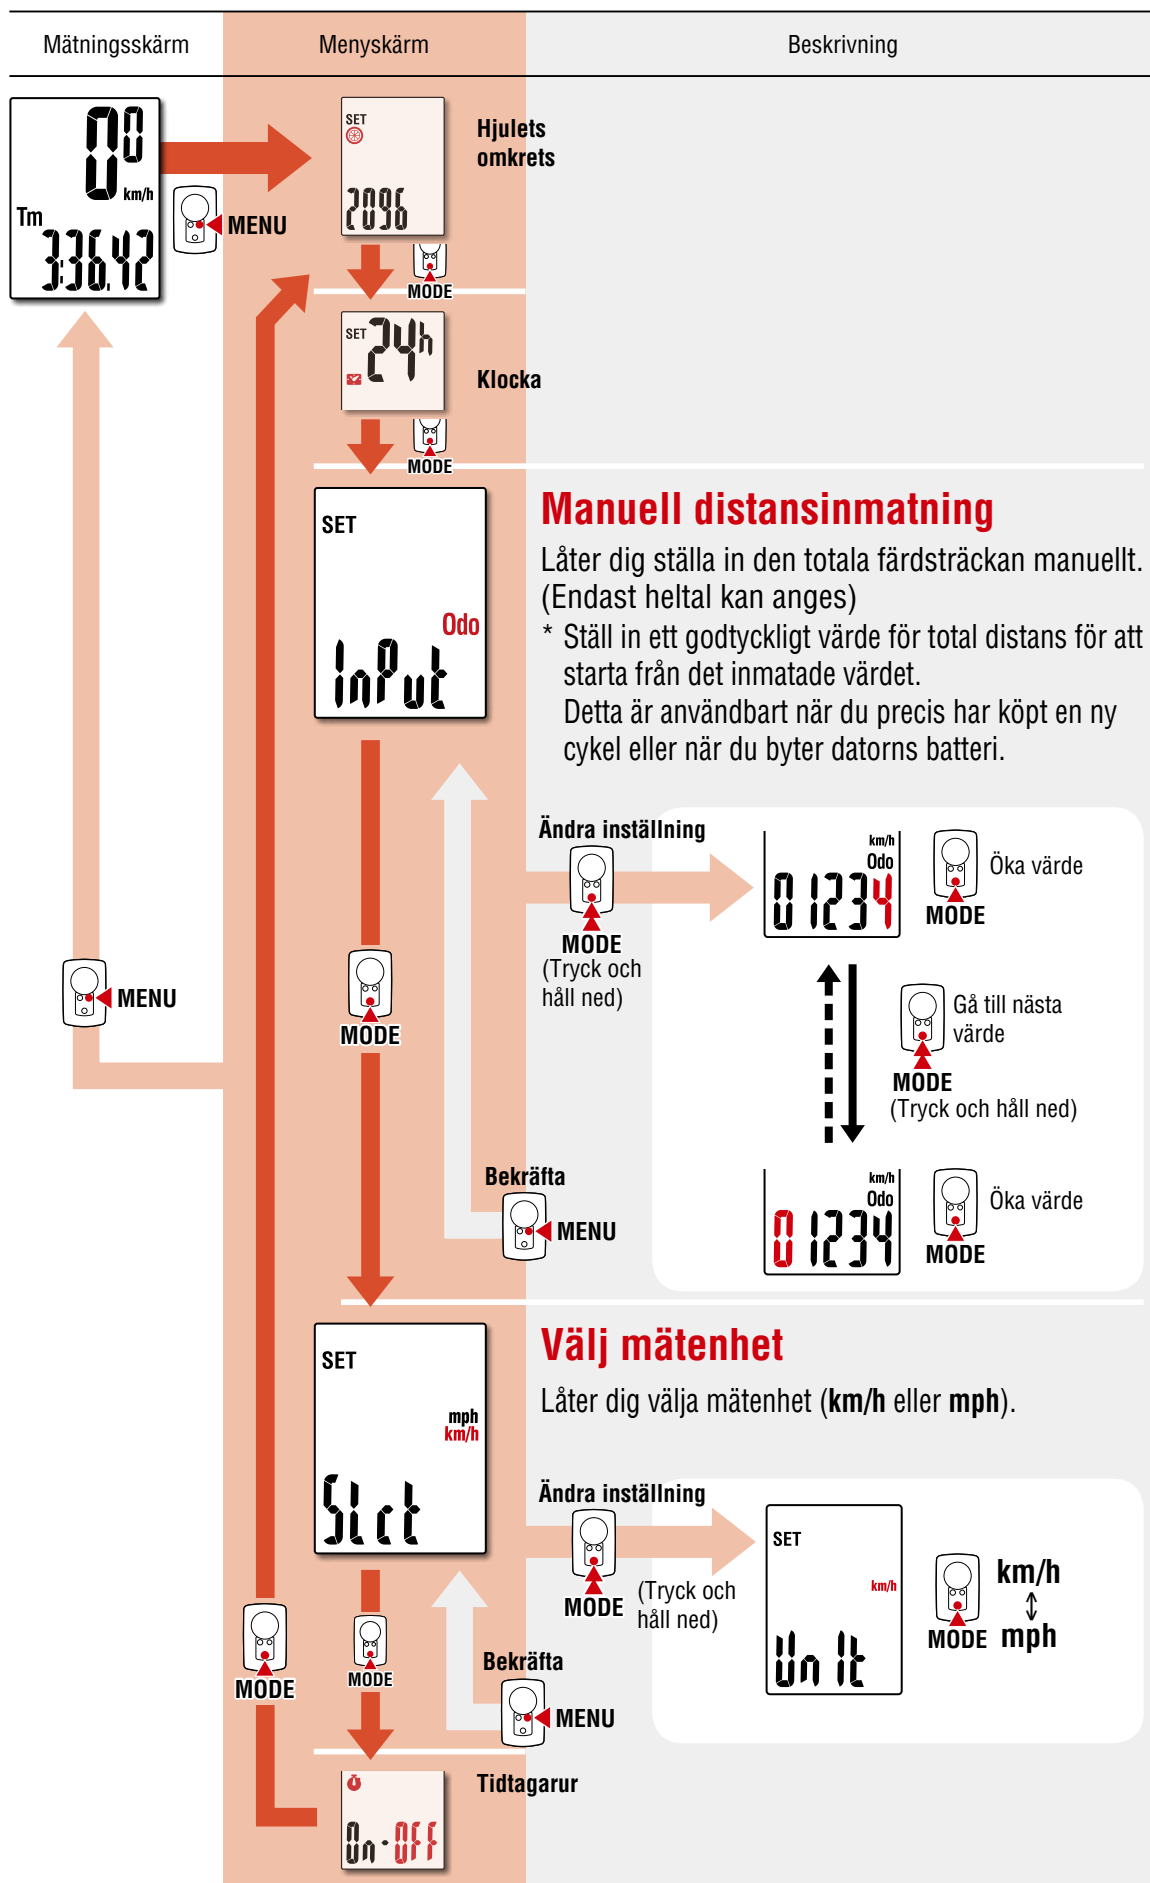 Mätningsskärm
Menyskärm
Beskrivning
00
km/h
Tm
3:36.42
MENU
SET
2096
Hjulets
omkrets
MODE
SET
24h
Klocka
MODE
SET
Odo
InPut
Manuell distansinmatning
Låter dig ställa in den totala färdsträckan manuellt.
(Endast heltal kan anges)
* Ställ in ett godtyckligt värde för total distans för att
starta från det inmatade värdet.
Detta är användbart när du precis har köpt en ny
cykel eller när du byter datorns batteri.
Ändra inställning
MODE
(Tryck och
håll ned)
km/h
Odo
01234
Öka värde
MODE
MENU
MODE
Gå till nästa
värde
MODE
(Tryck och håll ned)
Bekräfta
MENU
km/h
Odo
01234
Öka värde
MODE
SET
mph
km/h
Slct
Välj mätenhet
Låter dig välja mätenhet (km/h eller mph).
Ändra inställning
MODE
(Tryck och
håll ned)
SET
km/h
Unit
MODE
km/h
mph
MODE
MODE
Bekräfta
MENU
On-OFF
Tidtagarur